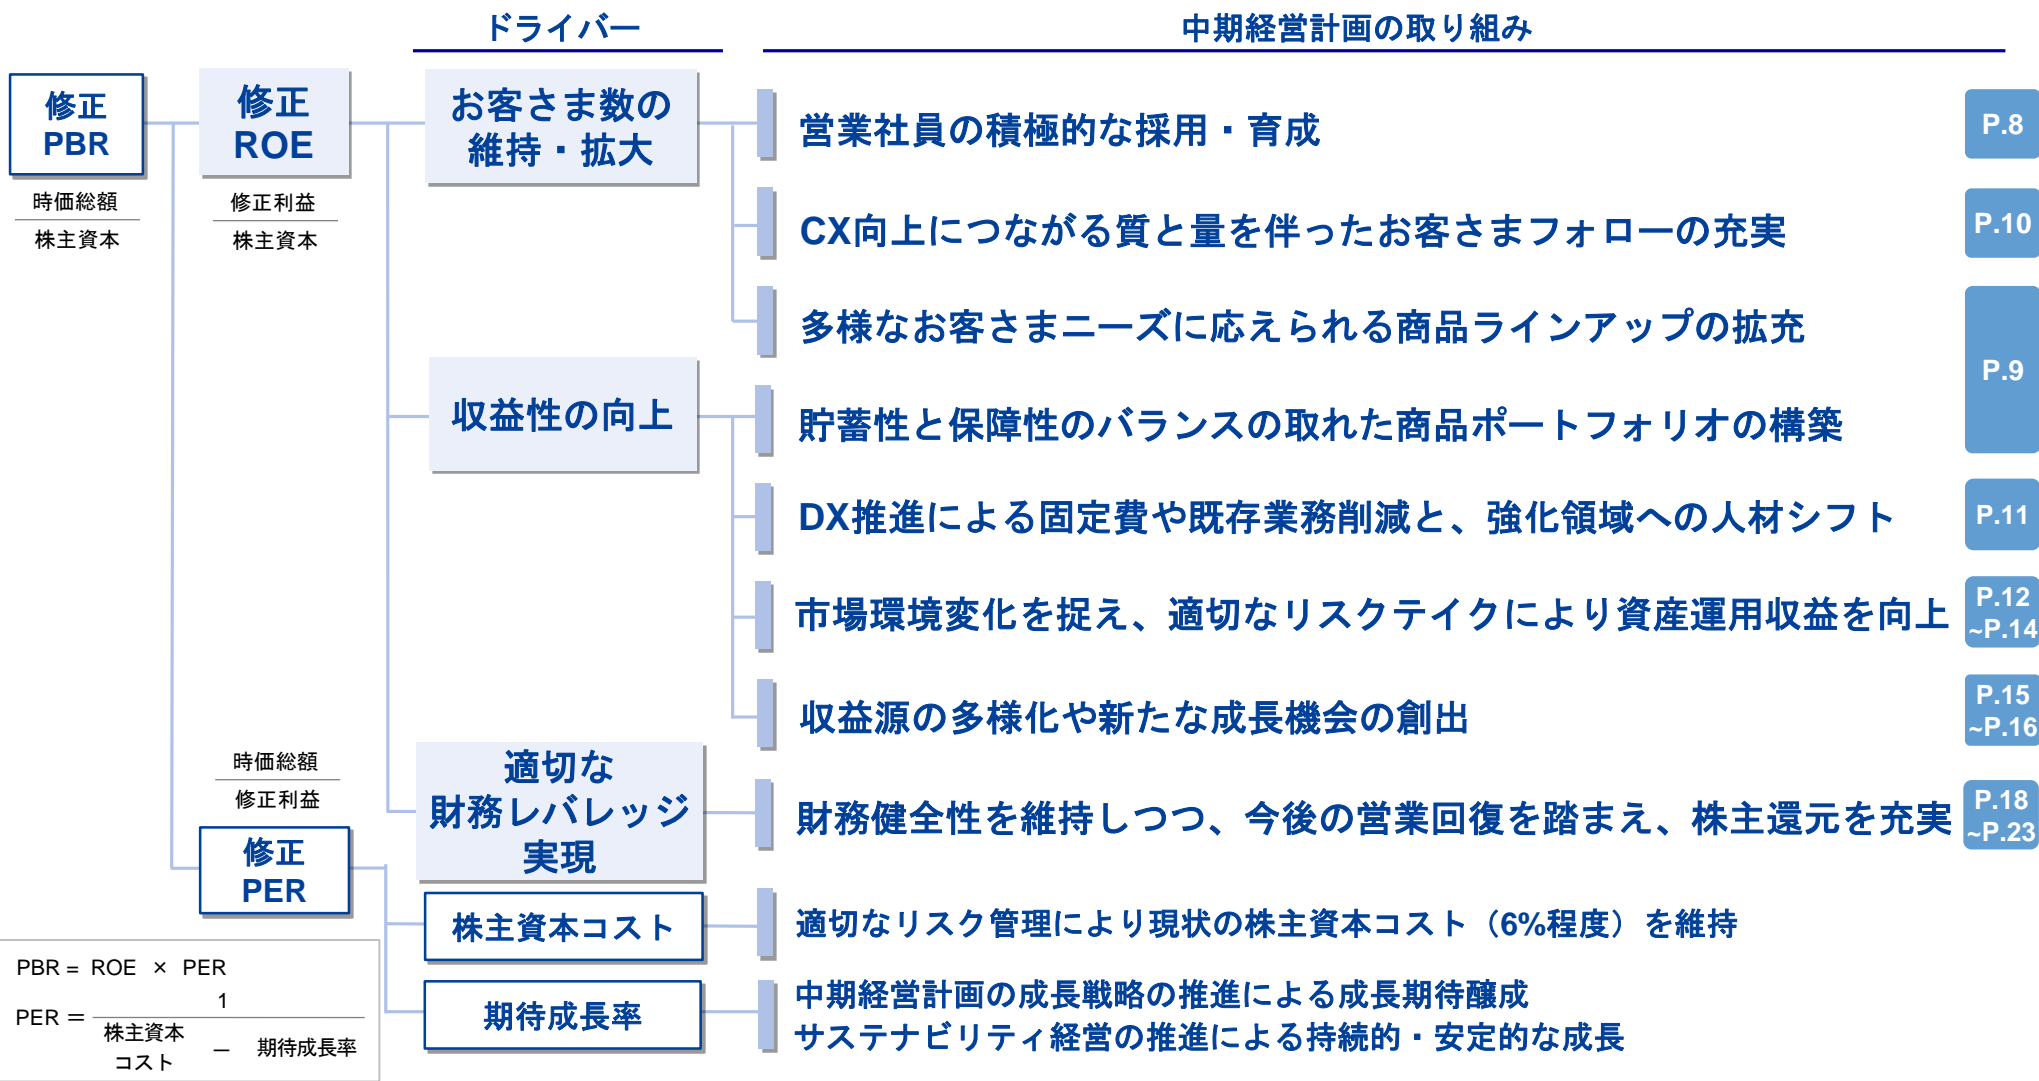 ドライバー
中期経営計画の取り組み
修正
PBR
時価総額
株主資本
修正
ROE
修正利益
株主資本
お客さま数の
維持・拡大
営業社員の積極的な採用・育成
P.8
CX向上につながる質と量を伴ったお客さまフォローの充実
P.10
多様なお客さまニーズに応えられる商品ラインアップの拡充
P.9
収益性の向上
貯蓄性と保障性のバランスの取れた商品ポートフォリオの構築
DX推進による固定費や既存業務削減と、強化領域への人材シフト
P.11
市場環境変化を捉え、適切なリスクテイクにより資産運用収益を向上
P.12
~P.14
収益源の多様化や新たな成長機会の創出
P.15
~P.16
適切な
財務レバレッジ
実現
財務健全性を維持しつつ、今後の営業回復を踏まえ、株主還元を充実
P.18
~P.23
時価総額
修正利益
修正
PER
株主資本コスト
適切なリスク管理により現状の株主資本コスト（6%程度）を維持
期待成長率
中期経営計画の成長戦略の推進による成長期待醸成
サステナビリティ経営の推進による持続的・安定的な成長
PBR = ROE × PER
1
PER =
株主資本
コスト
－ 期待成長率